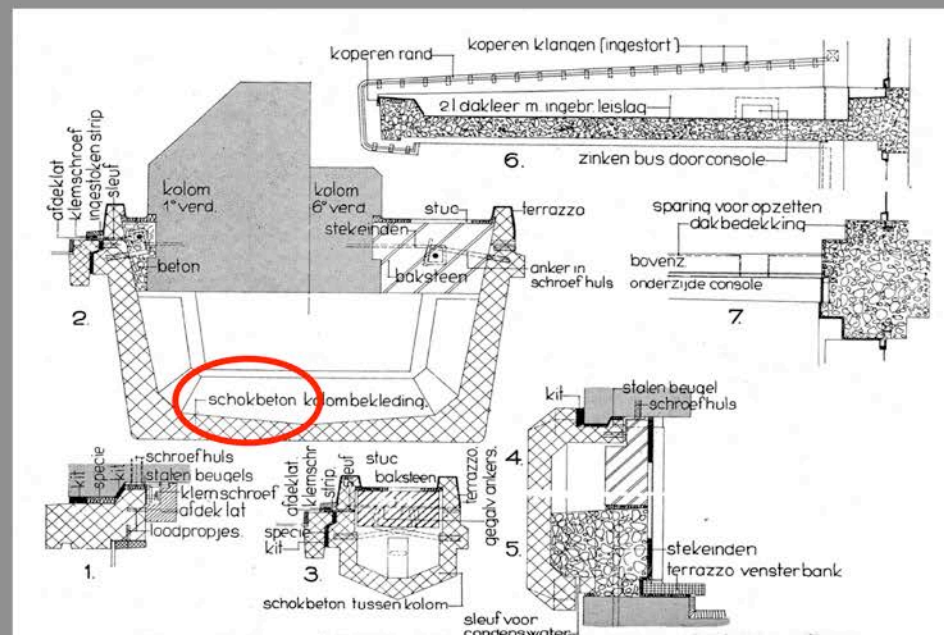 koperen rand
koperen klangen (ingestort)
2 l dakleer m. ingebr. leislag
zinken bus door console
6.
afdeklat
klemschroef
ingestoken strip
sleuf
kolom
1e verd.
kolom
6e verd.
stuc
terrazzo
stekeinden
beton
baksteen
anker in
schroefhuls
2.
schokbeton kolombekleding.
sparing voor opzetten
dakbedekking
bovenz.
onderzijde console
7.
kit
specie
kit
schroefhuls
stalen beugels
klemschroef
afdeklat
loodpropjes.
1.
afdeklat.
klemschr
strip.
sleuf
stuc
baksteen
terrazzo.
gegalv ankers.
specie
kit
3.
schokbeton tussen kolom
kit
stalen beugel
schroefhuls
4.
5.
stekeinden
terrazzo vensterbank
sleuf voor
condenswater